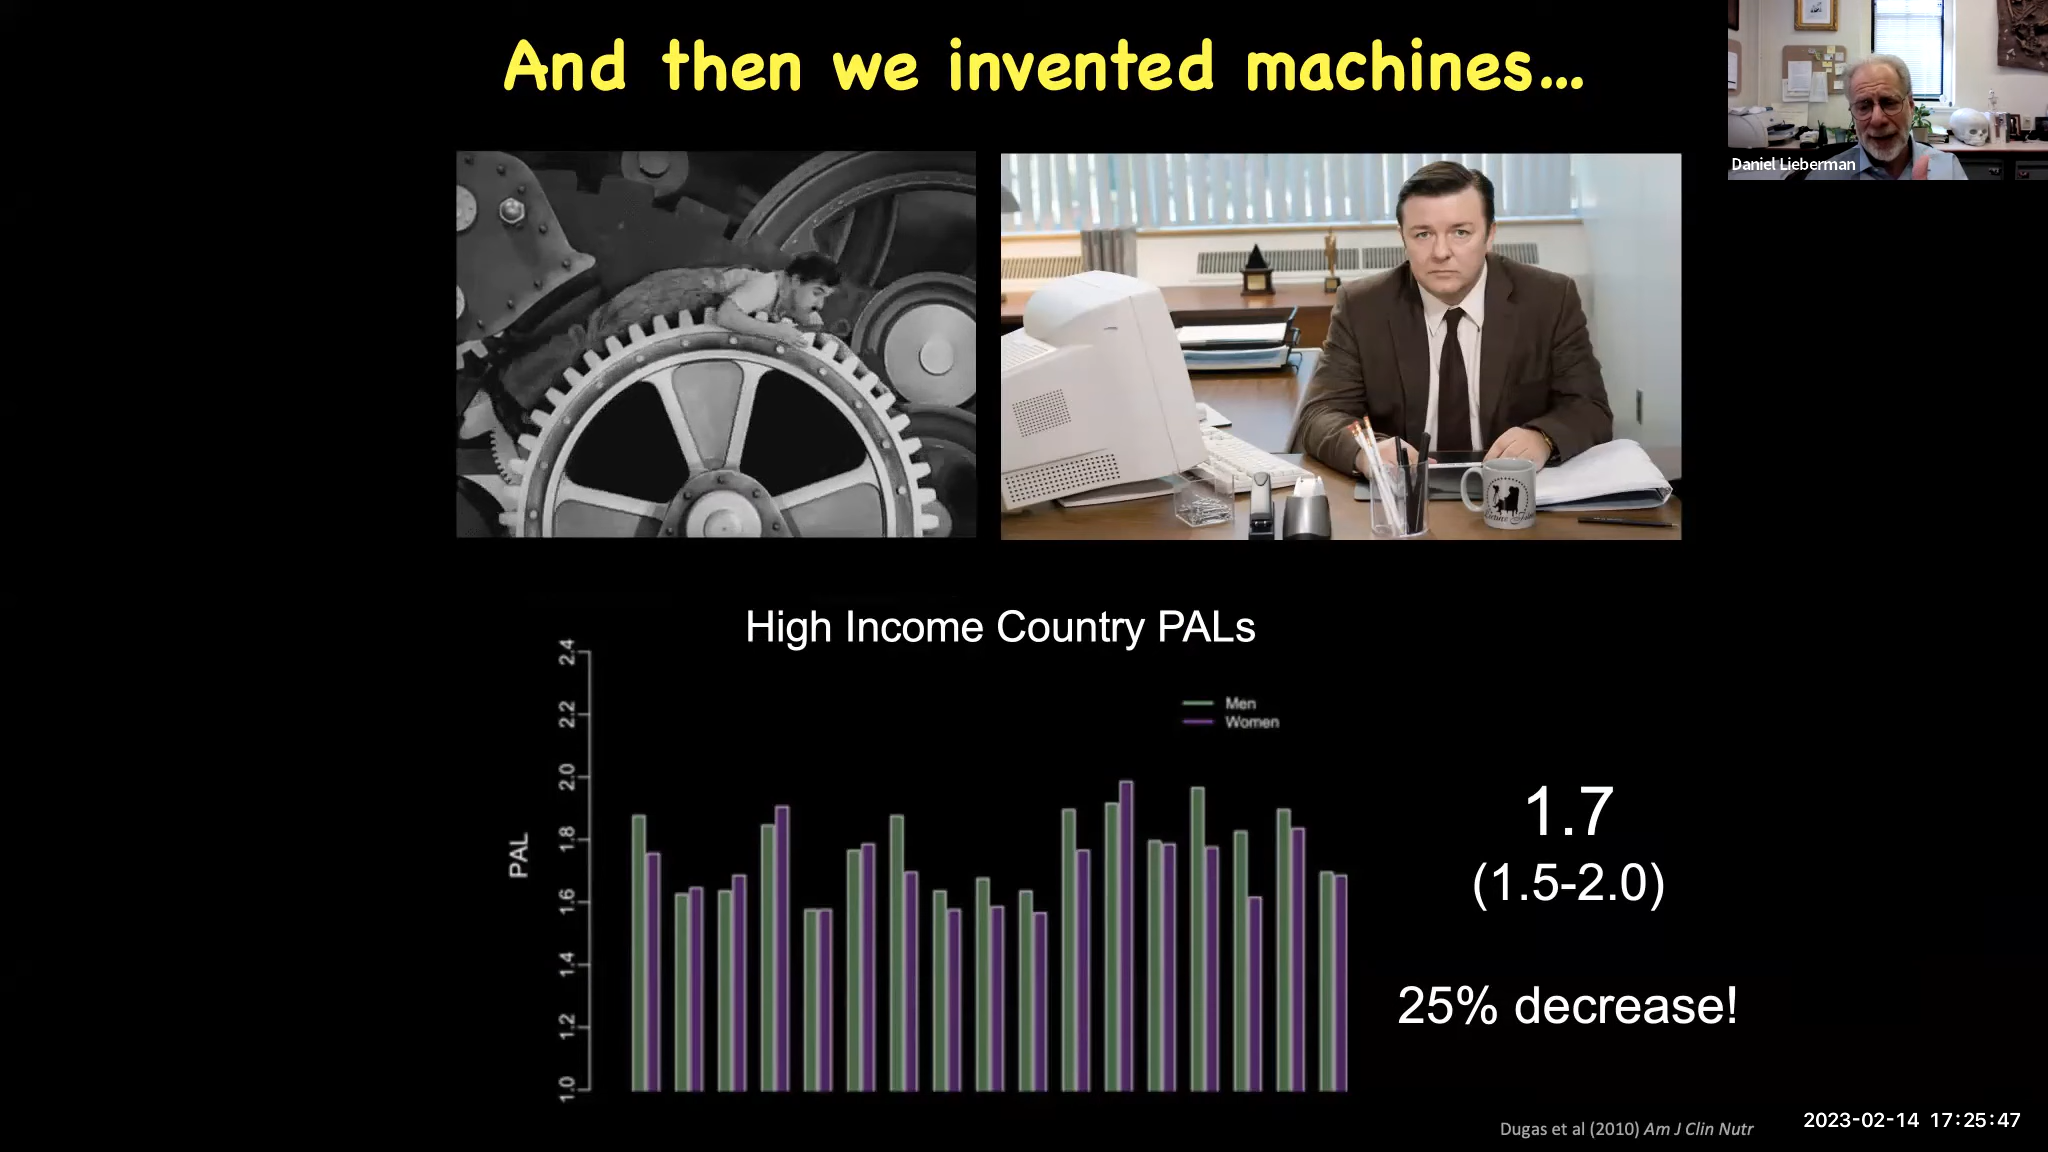 And then we invented machines...
Daniel Lieberman
High Income Country PALs
2.4
2.2
2.0
1.8
1.6
1.4
1.2
1.0
PAL
Men
Women
1.7
(1.5-2.0)
25% decrease!
Dugas et al (2010) Am J Clin Nutr
2023-02-14 17:25:47